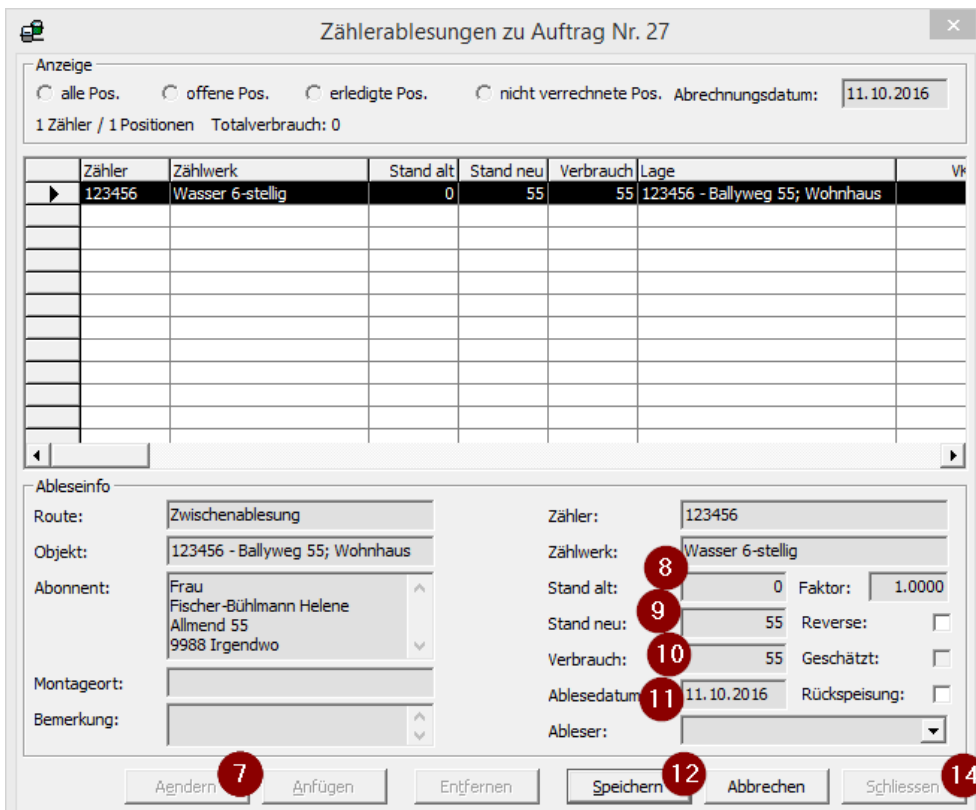 Zählerablesungen zu Auftrag Nr. 27
Anzeige
alle Pos. offene Pos. erledigte Pos. nicht verrechnete Pos. Abrechnungsdatum: 11.10.2016
1 Zähler / 1 Positionen Totalverbrauch: 0
Zähler Zählwerk Stand alt Stand neu Verbrauch Lage
123456 Wasser 6-stellig 0 55 55 123456 - Ballyweg 55; Wohnhaus
Ableseinfo
Route: Zwischenablesung
Objekt: 123456 - Ballyweg 55; Wohnhaus
Abonnent: Frau
Fischer-Bühlmann Helene
Allmend 55
9988 Irgendwo
Montageort:
Bemerkung:
Zähler: 123456
Zählwerk: Wasser 6-stellig
8
Stand alt: 0 Faktor: 1.0000
9
Stand neu: 55 Reverse:
Verbrauch: 10 55 Geschätzt:
Ablesedatum 11 11.10.2016 Rückspeisung:
Ableser:
Aendern 7 Anfügen Entfernen Speichern 12 Abbrechen Schliessen 14